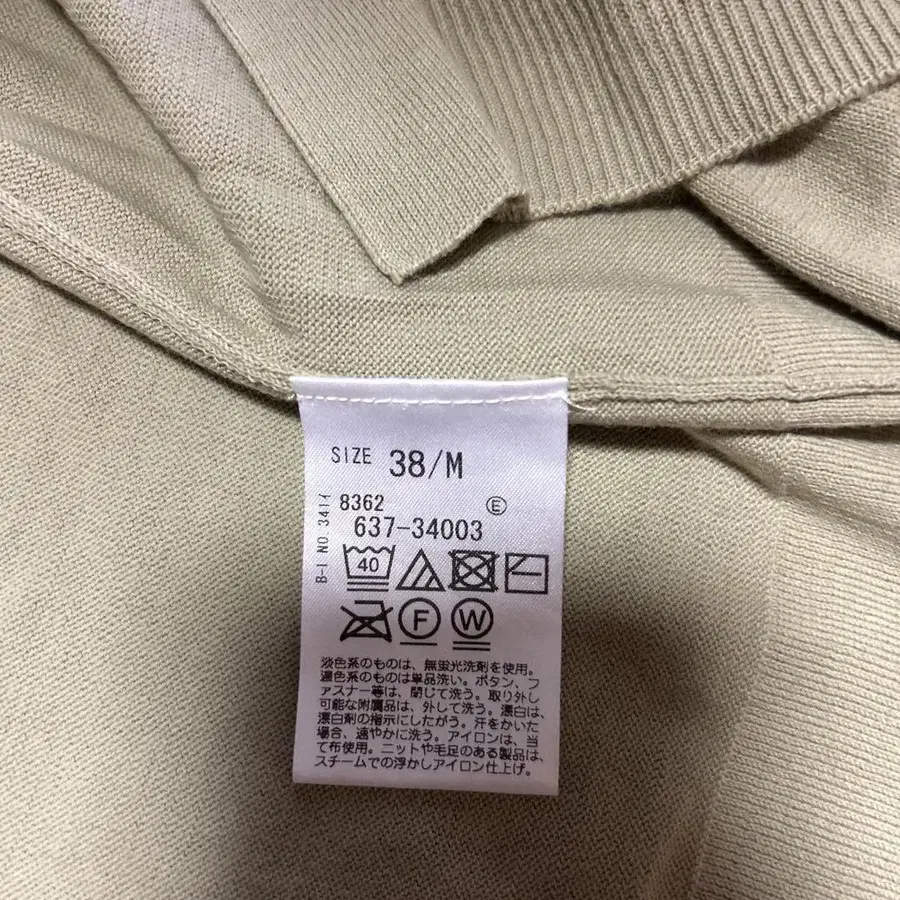 SIZE 38/M
8362 Ⓔ
637-34003
B-I NO.341イ
40
F W
淡色系のものは、無蛍光洗剤を使用。
濃色系のものは単品洗い。ボタン、フ
ァスナー等は、閉じて洗う。取り外し
可能な附属品は、外して洗う。漂白は、
漂白剤の指示にしたがう。汗をかいた
場合、速やかに洗う。アイロンは、当
て布使用。ニットや毛足のある製品は、
スチームでの浮かしアイロン仕上げ。